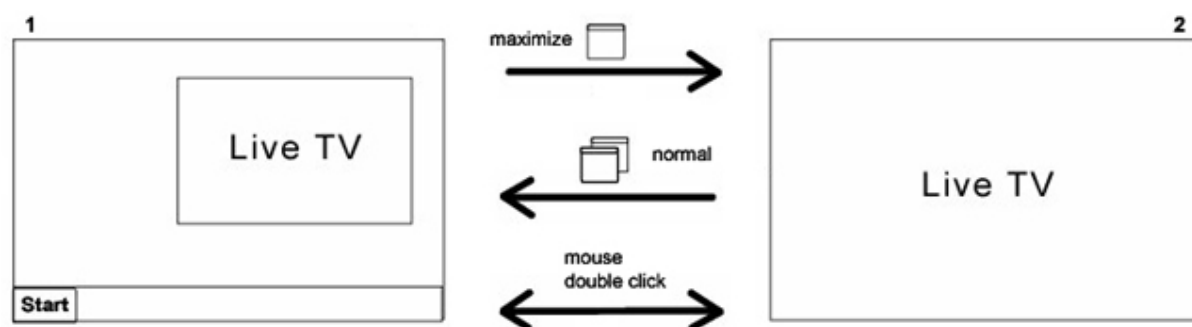 1
maximize
2
Live TV
normal
Live TV
mouse
double click
Start